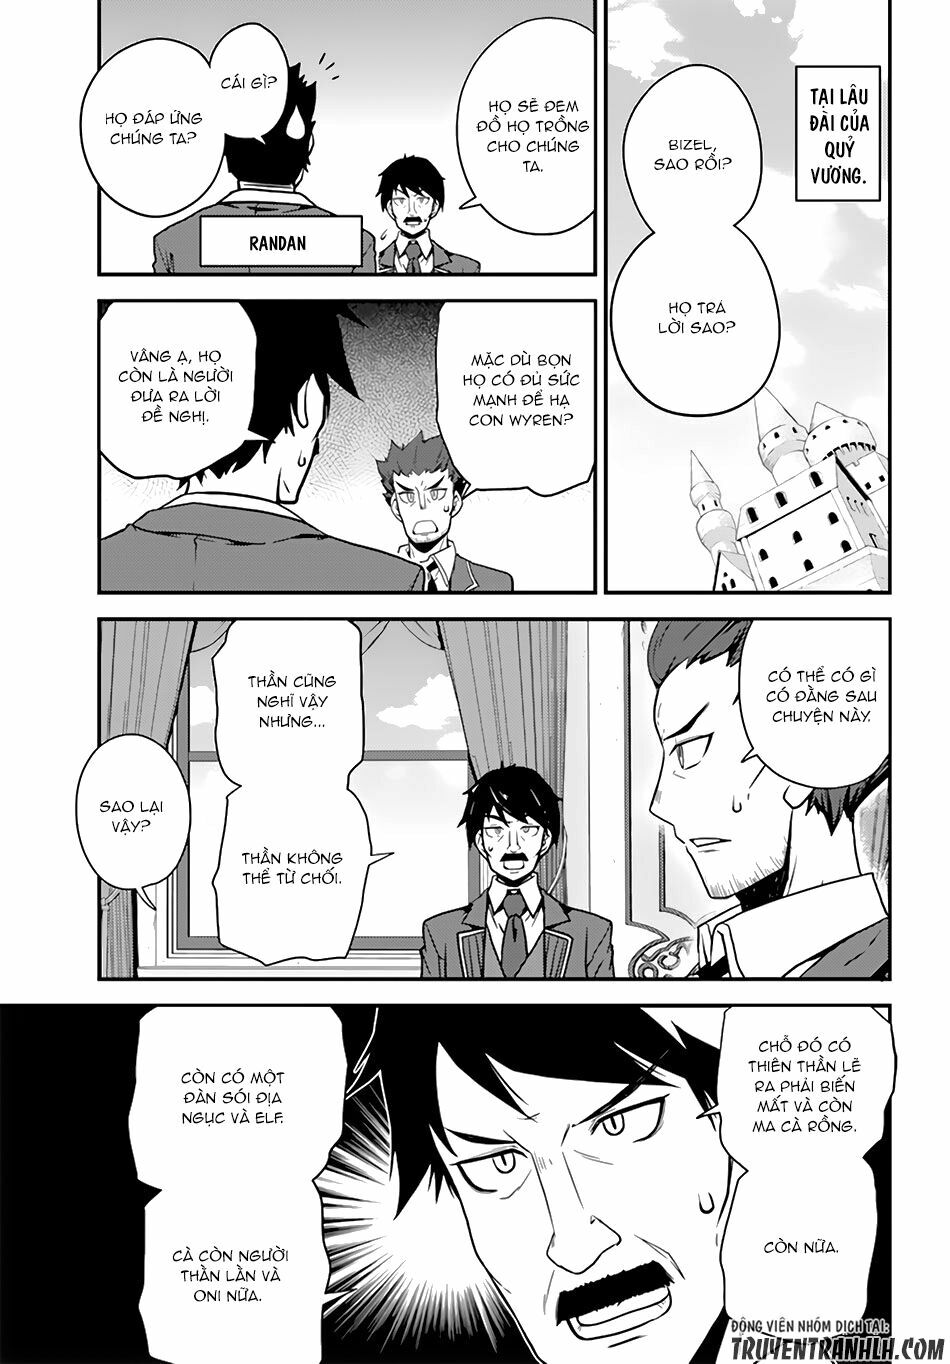 TẠI LÂU
ĐÀI CỦA
QUỶ
VƯƠNG.
BIZEL,
SAO RỒI?
HỌ TRẢ
LỜI SAO?
HỌ SẼ ĐEM
ĐỒ HỌ TRỒNG
CHO CHÚNG
TA.
CÁI GÌ?
HỌ ĐÁP ỨNG
CHÚNG TA?
RANDAN
MẶC DÙ BỌN
HỌ CÓ ĐỦ SỨC
MẠNH ĐỂ HẠ
CON WYREN?
VÂNG Ạ, HỌ
CÒN LÀ NGƯỜI
ĐƯA RA LỜI
ĐỀ NGHỊ.
CÓ THỂ CÓ GÌ
CÓ ĐẰNG SAU
CHUYỆN NÀY.
THẦN CŨNG
NGHĨ VẬY
NHƯNG...
THẦN KHÔNG
THỂ TỪ CHỐI.
SAO LẠI
VẬY?
CHỖ ĐÓ CÓ
THIÊN THẦN LẼ
RA PHẢI BIẾN
MẤT VÀ CÒN
MA CÀ RỒNG.
CÒN NỮA.
CÒN CÓ MỘT
ĐÀN SÓI ĐỊA
NGỤC VÀ ELF.
CẢ CÒN NGƯỜI
THẰN LẰN VÀ
ONI NỮA.
ĐỘNG VIÊN NHÓM DỊCH TẠI:
TRUYENTRANHLH.COM